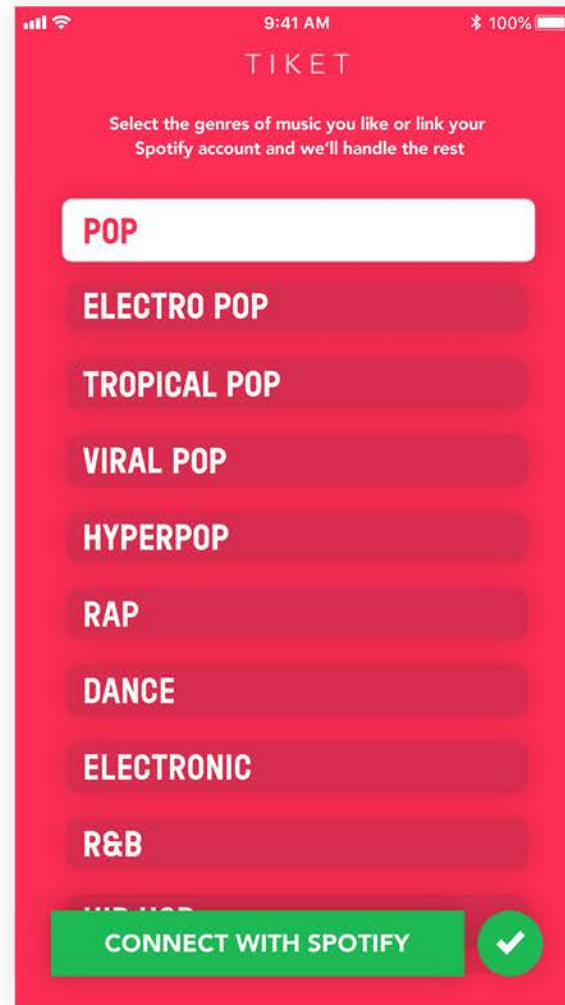 9:41 AM
100%
TIKET
Select the genres of music you like or link your
Spotify account and we'll handle the rest
POP
ELECTRO POP
TROPICAL POP
VIRAL POP
HYPERPOP
RAP
DANCE
ELECTRONIC
R&B
CONNECT WITH SPOTIFY